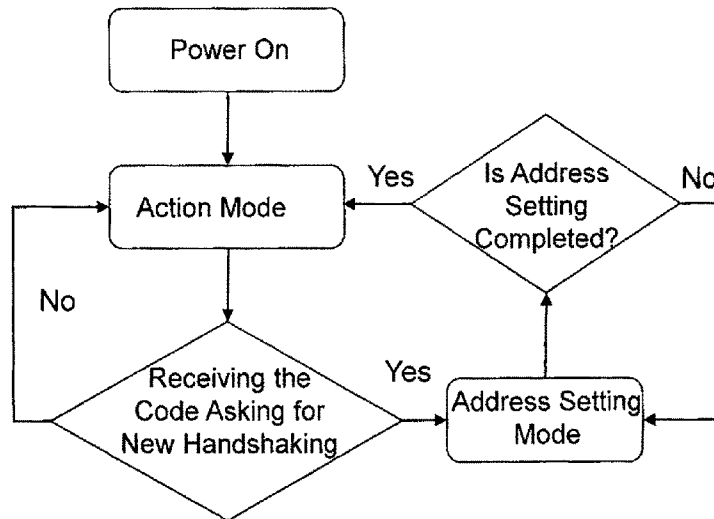 Power On
Action Mode
Yes
Is Address
Setting
Completed?
No
No
Receiving the
Code Asking for
New Handshaking
Yes
Address Setting
Mode